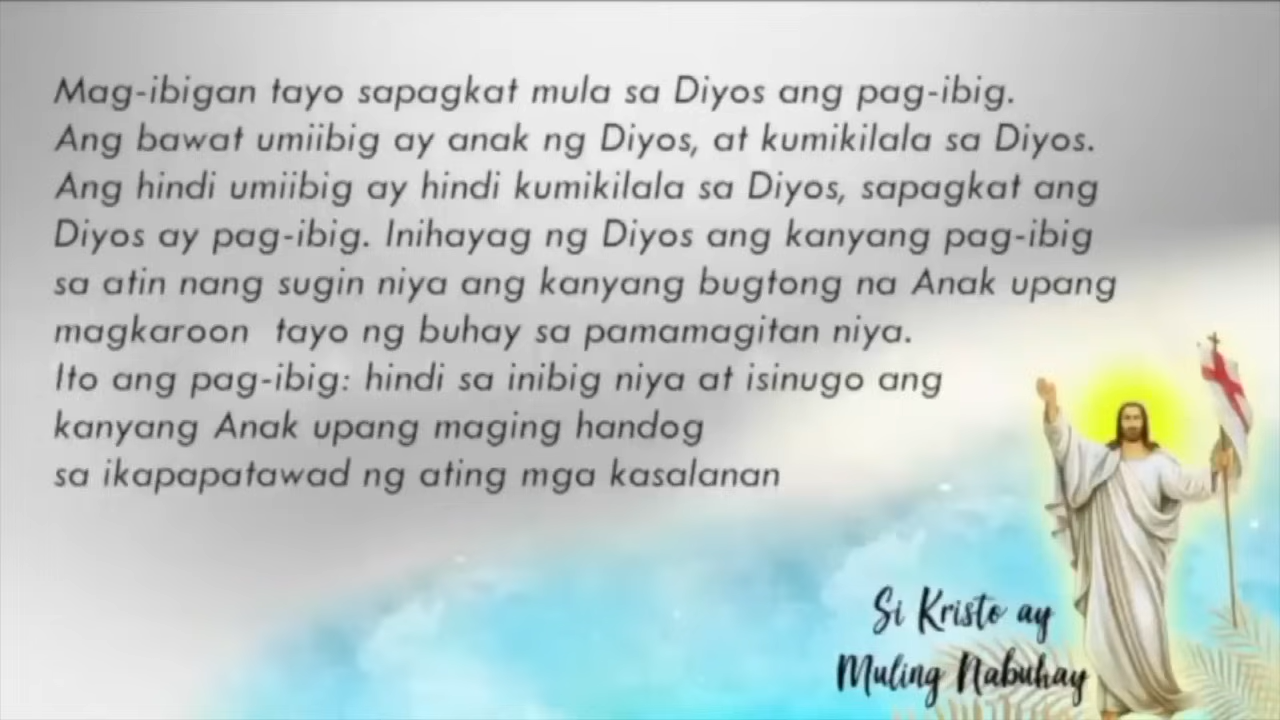 Mag-ibigan tayo sapagkat mula sa Diyos ang pag-ibig.
Ang bawat umiibig ay anak ng Diyos, at kumikilala sa Diyos.
Ang hindi umiibig ay hindi kumikilala sa Diyos, sapagkat ang
Diyos ay pag-ibig. Inihayag ng Diyos ang kanyang pag-ibig
sa atin nang sugin niya ang kanyang bugtong na Anak upang
magkaroon  tayo ng buhay sa pamamagitan niya.
Ito ang pag-ibig: hindi sa inibig niya at isinugo ang
kanyang Anak upang maging handog
sa ikapapatawad ng ating mga kasalanan
Si Kristo ay
Muling Nabuhay